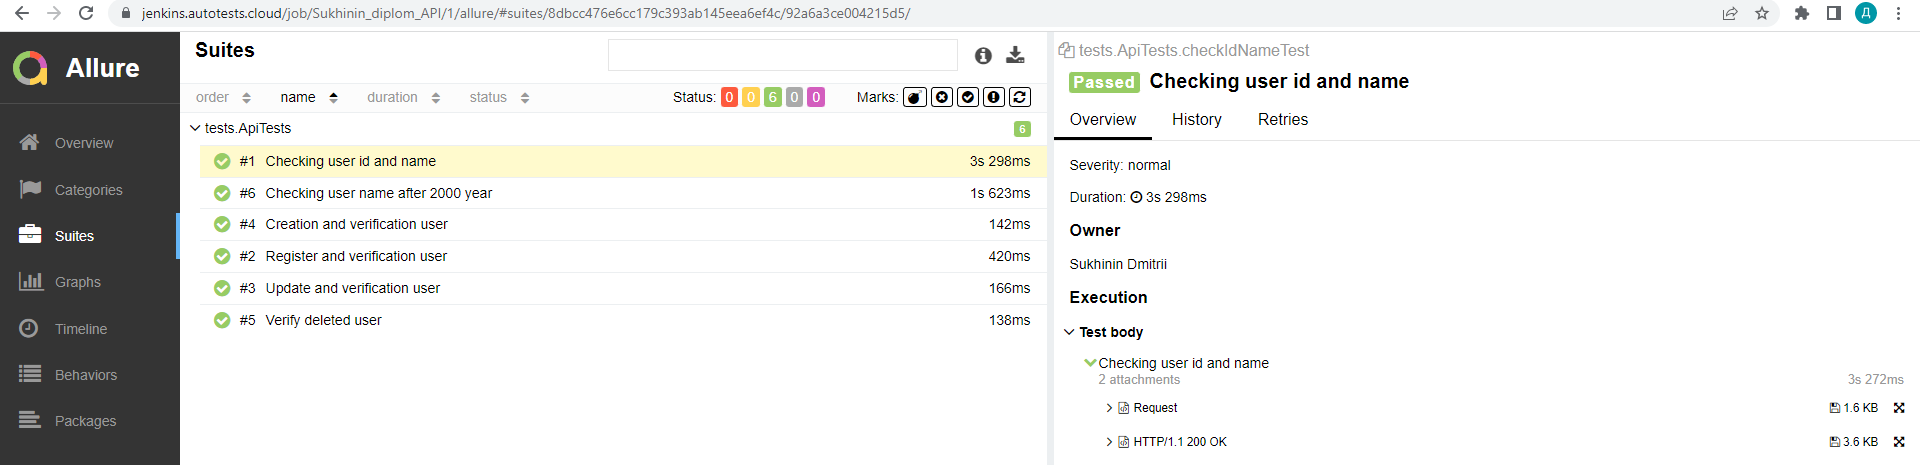 jenkins.autotests.cloud/job/Sukhinin_diplom_API/1/allure/#suites/8dbcc476e6cc179c393ab145eea6ef4c/92a6a3ce004215d5/
Д
Allure
Overview
Categories
Suites
Graphs
Timeline
Behaviors
Packages
Suites
order name duration status Status: 0 0 6 0 0 Marks:
tests.ApiTests 6
#1 Checking user id and name 3s 298ms
#6 Checking user name after 2000 year 1s 623ms
#4 Creation and verification user 142ms
#2 Register and verification user 420ms
#3 Update and verification user 166ms
#5 Verify deleted user 138ms
tests.ApiTests.checkIdNameTest
Passed Checking user id and name
Overview History Retries
Severity: normal
Duration: 3s 298ms
Owner
Sukhinin Dmitrii
Execution
Test body
Checking user id and name
2 attachments 3s 272ms
Request 1.6 KB
HTTP/1.1 200 OK 3.6 KB